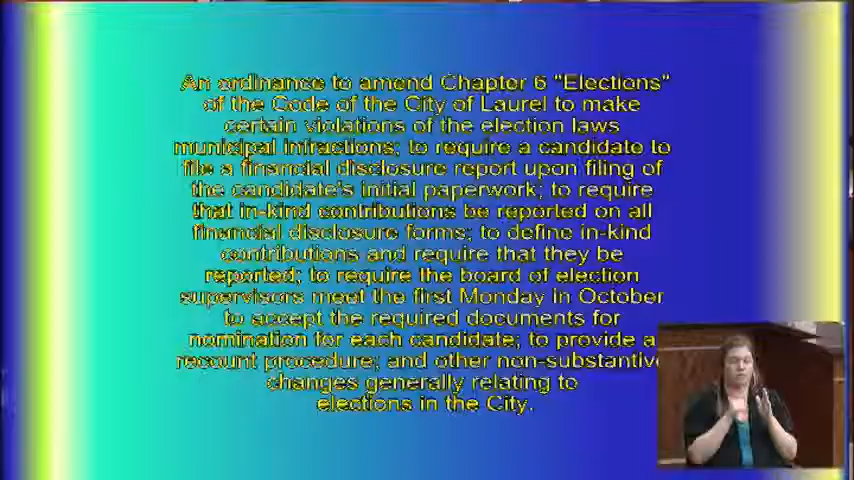 An ordinance to amend Chapter 6 "Elections"
of the Code of the City of Laurel to make
certain violations of the election laws
municipal infractions; to require a candidate to
file a financial disclosure report upon filing of
the candidate's initial paperwork; to require
that in-kind contributions be reported on all
financial disclosure forms; to define in-kind
contributions and require that they be
reported; to require the board of election
supervisors meet the first Monday in October
to accept the required documents for
nomination for each candidate; to provide a
recount procedure; and other non-substantive
changes generally relating to
elections in the City.